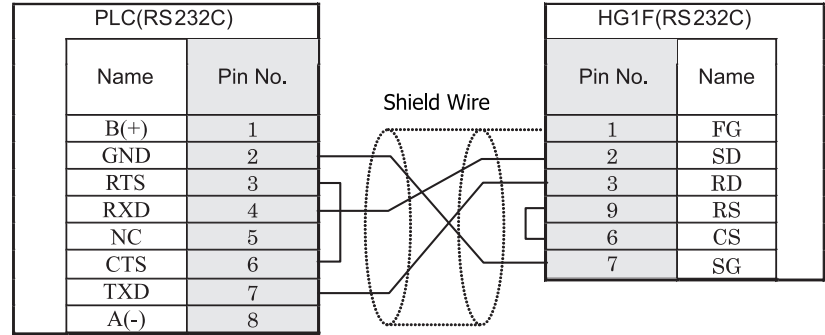 PLC(RS232C) HG1F(RS232C)
Name Pin No. Pin No. Name
Shield Wire
B(+) 1 1 FG
GND 2 2 SD
RTS 3 3 RD
RXD 4 9 RS
NC 5 6 CS
CTS 6 7 SG
TXD 7
A(-) 8